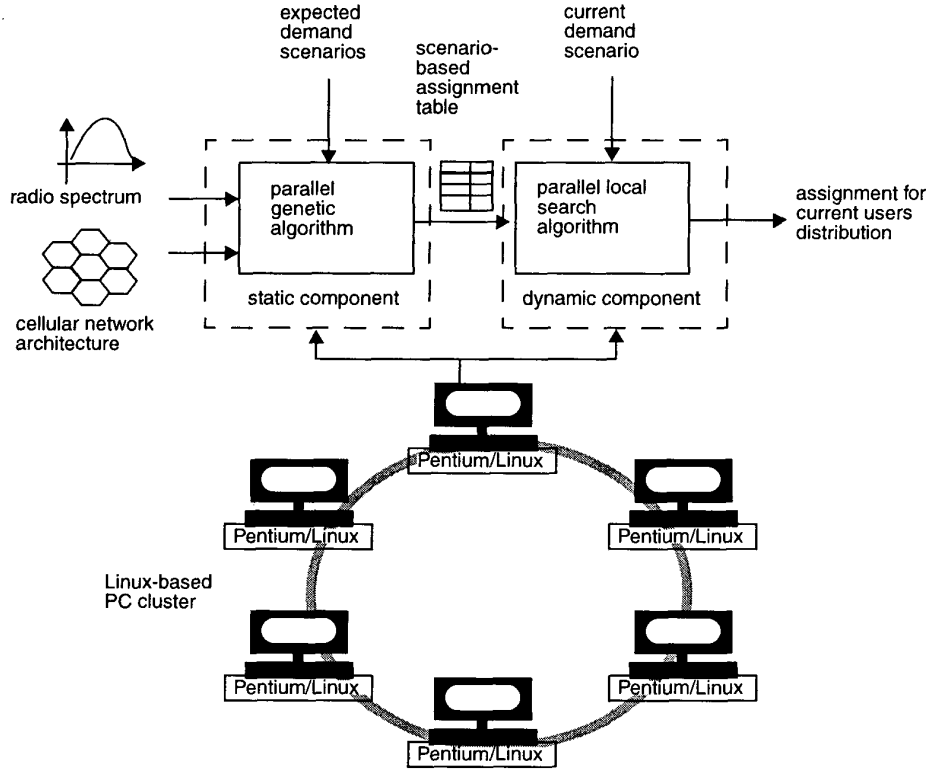 expected
demand
scenarios
scenario-
based
assignment
table
current
demand
scenario
radio spectrum
cellular network
architecture
parallel
genetic
algorithm
static component
parallel local
search
algorithm
dynamic component
assignment for
current users
distribution
Pentium/Linux
Pentium/Linux
Pentium/Linux
Linux-based
PC cluster
Pentium/Linux
Pentium/Linux
Pentium/Linux